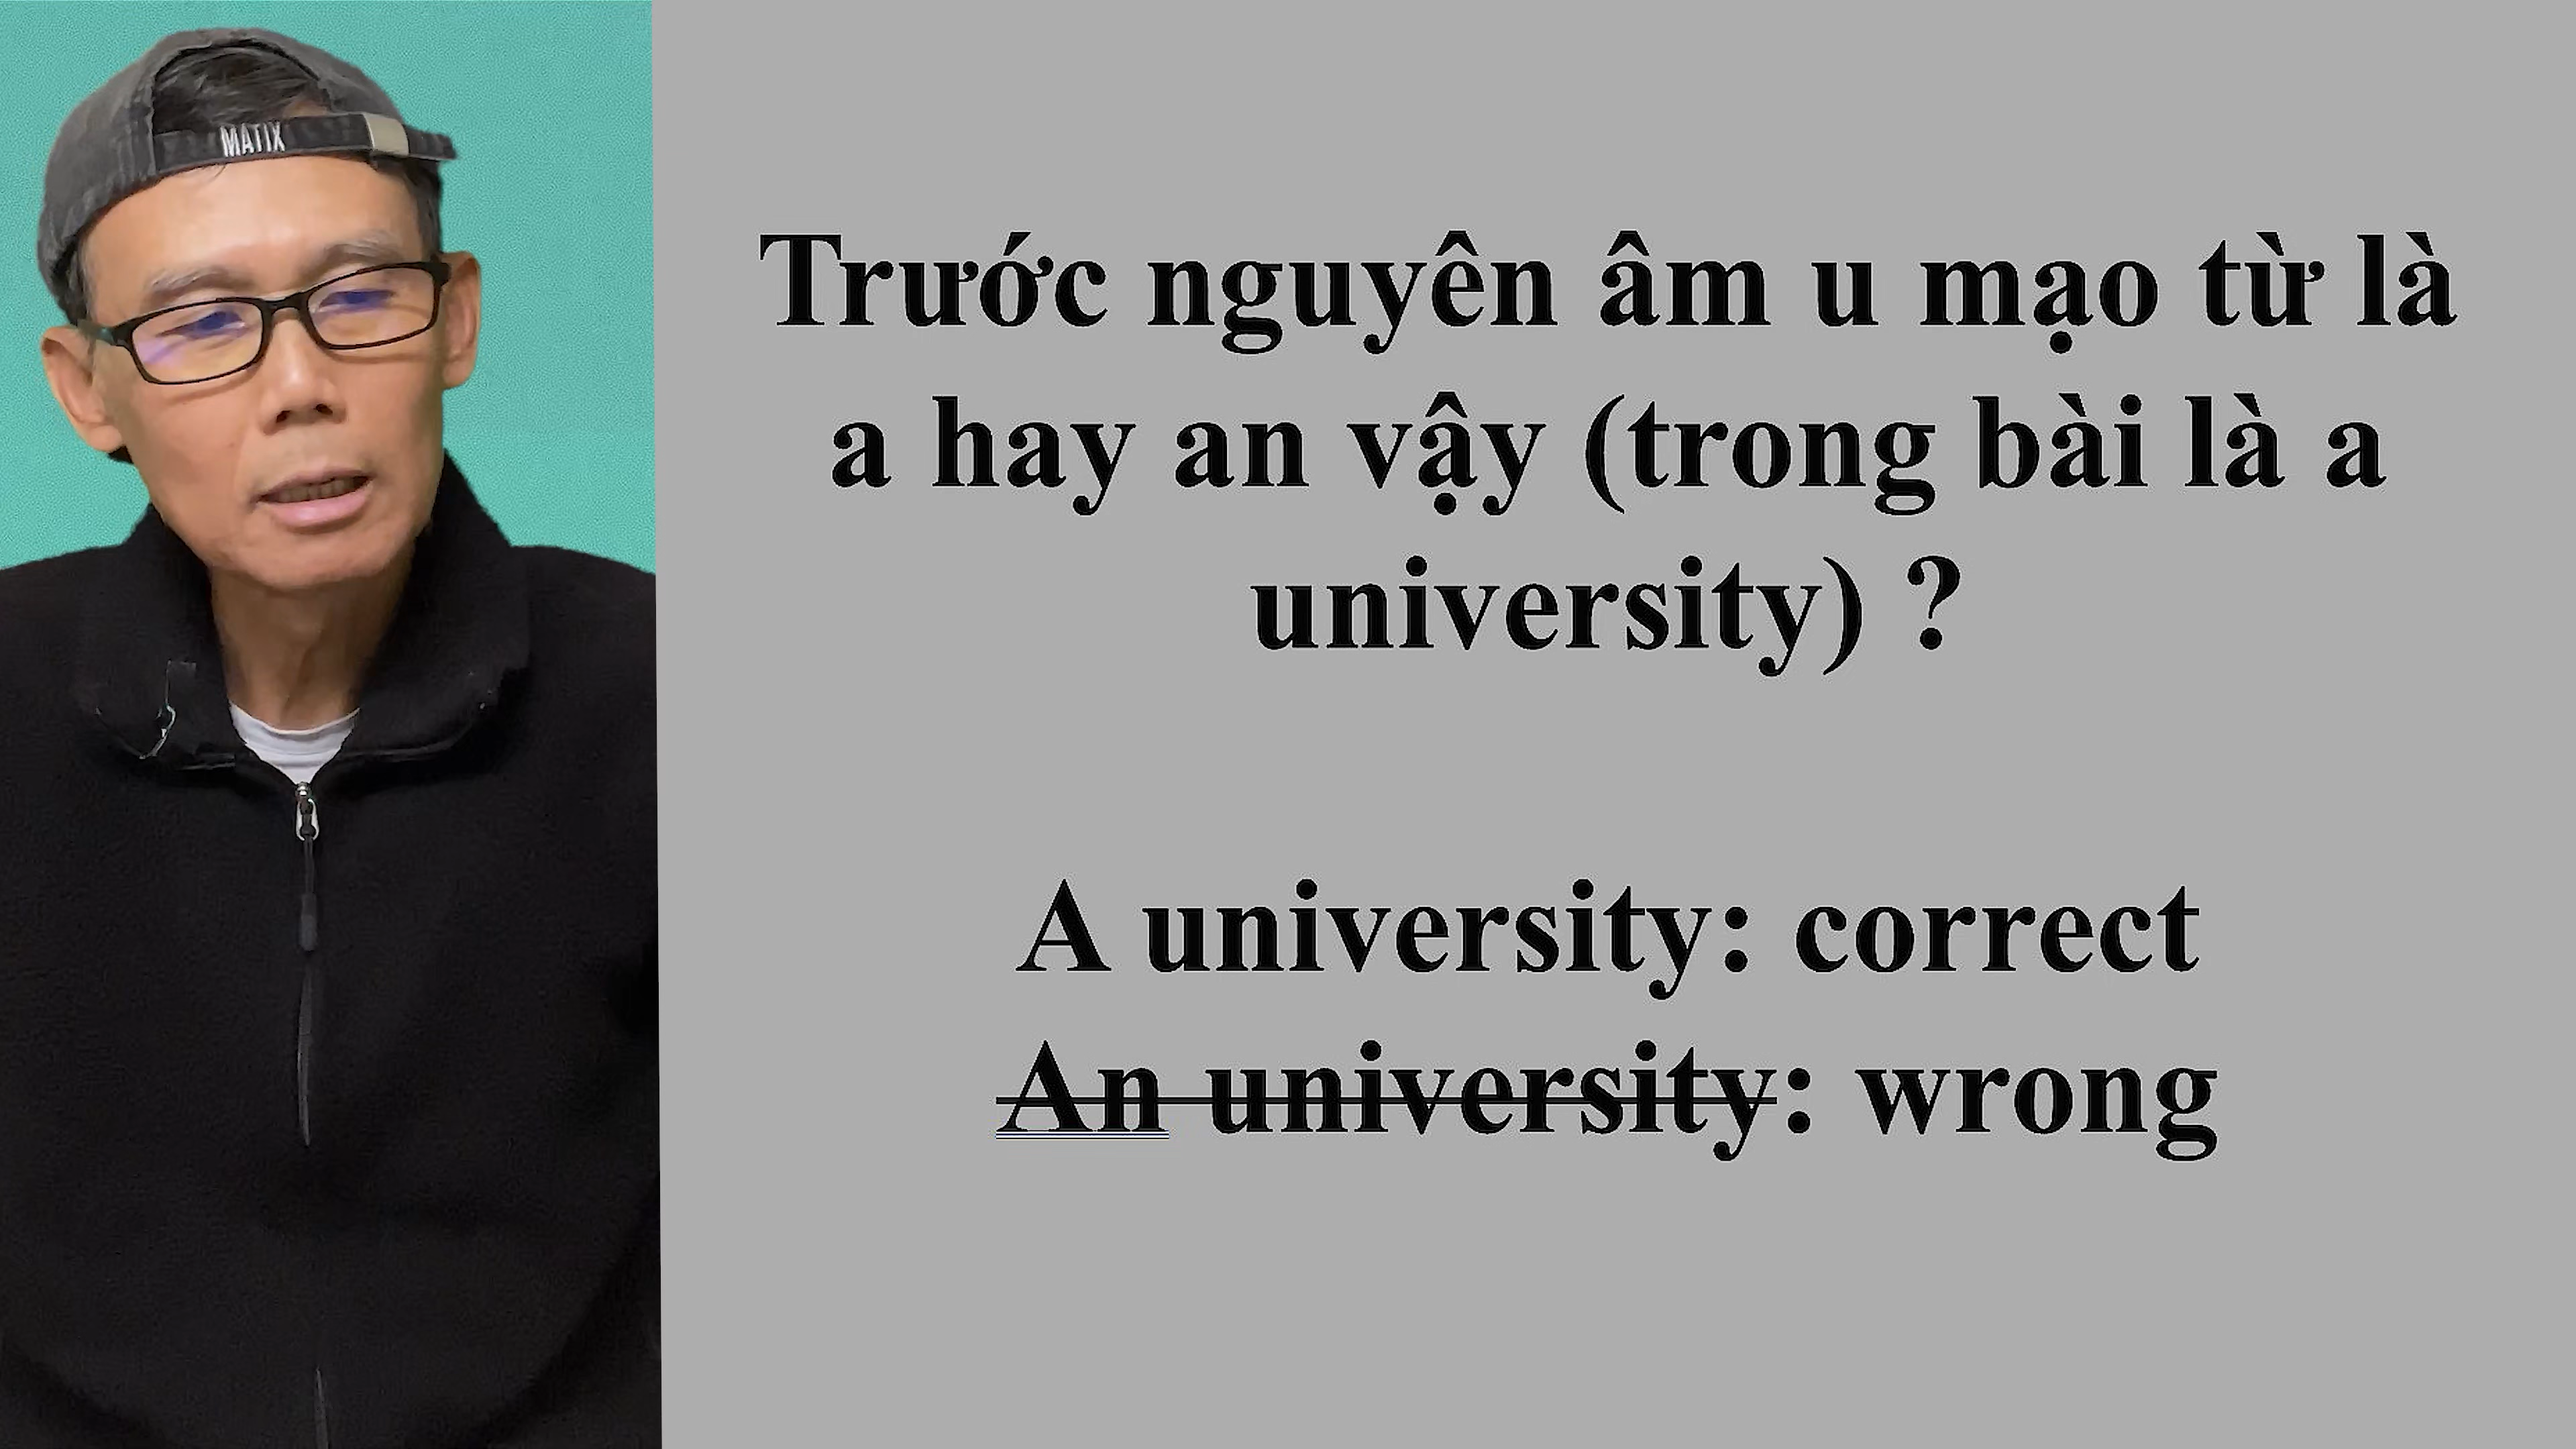 MATIX
Trước nguyên âm u mạo từ là
a hay an vậy (trong bài là a
university) ?
A university: correct
An university: wrong